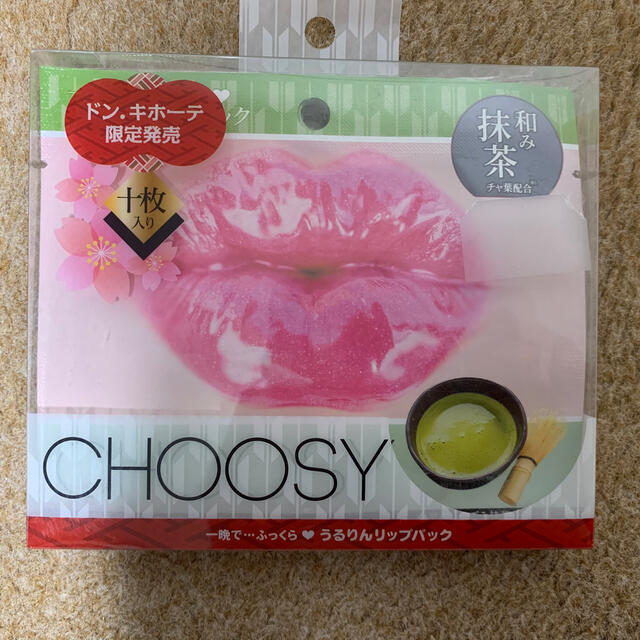 ドン.キホーテ
限定発売
ック
十枚
入り
和み
抹茶
チャ葉配合
CHOOSY
一晩で…ふっくら♥うるりんリップパック